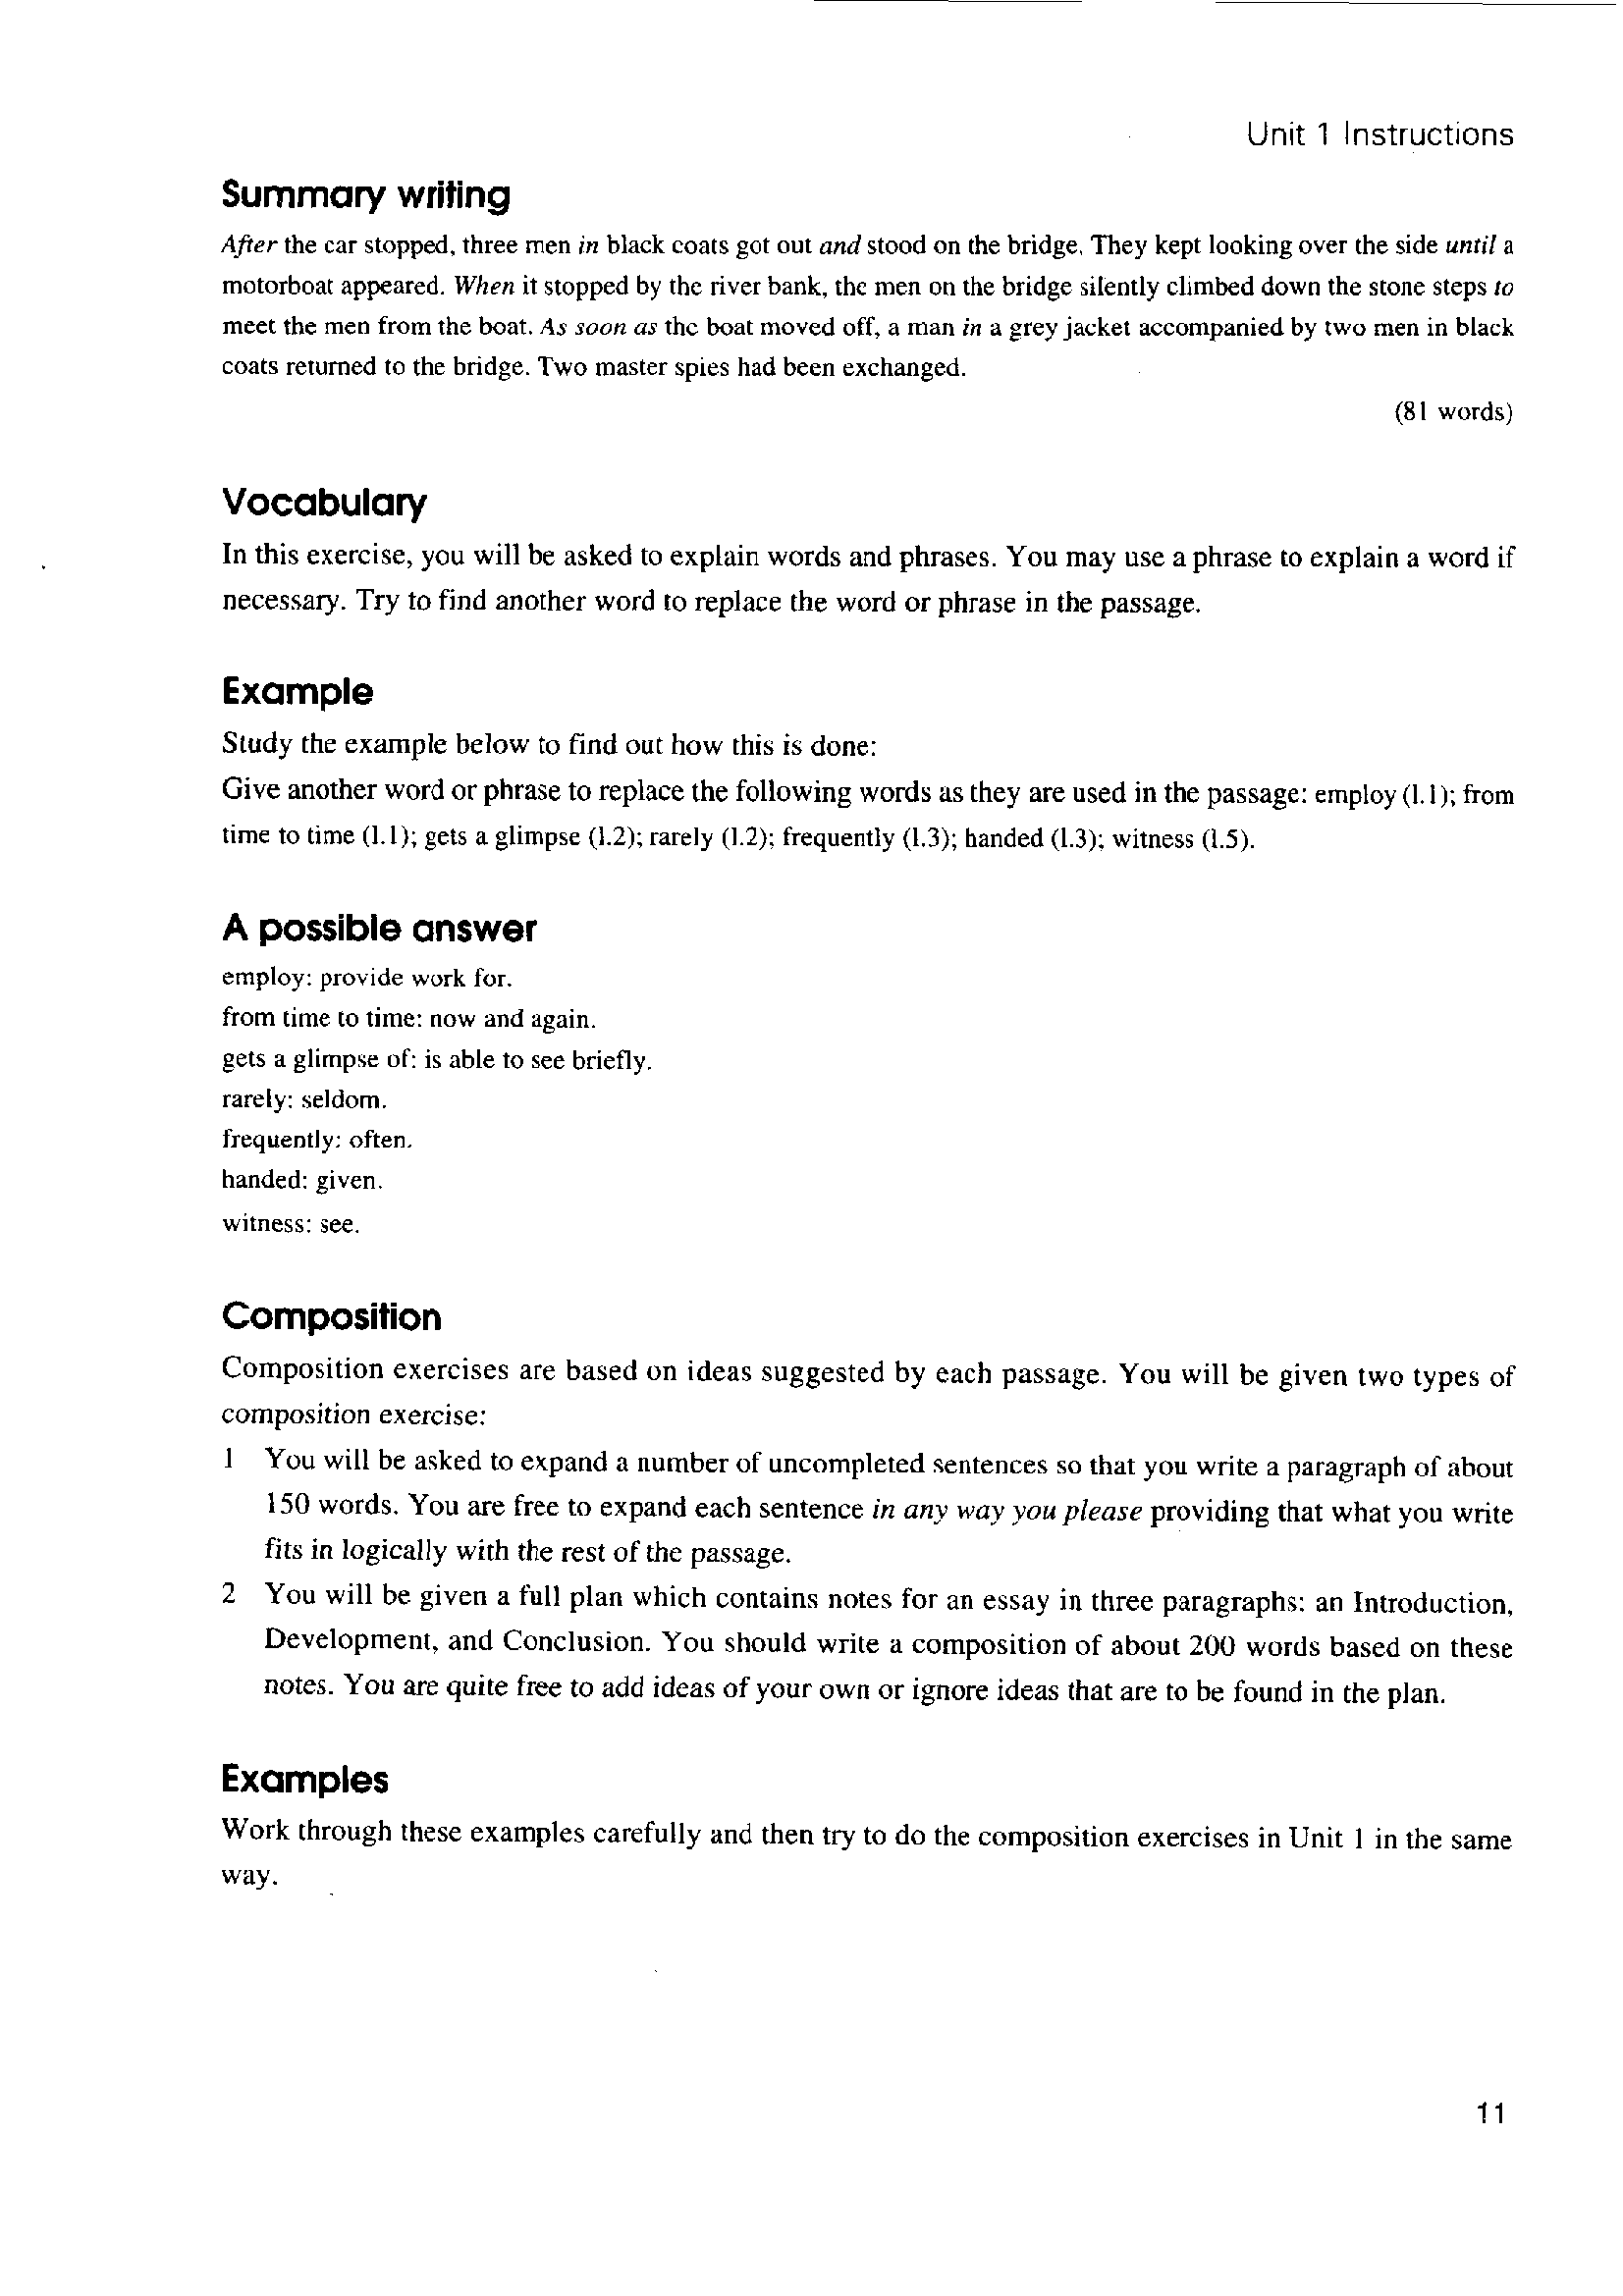 Unit 1 Instructions
Summary writing
After the car stopped, three men in black coats got out and stood on the bridge. They kept looking over the side until a
motorboat appeared. When it stopped by the river bank, the men on the bridge silently climbed down the stone steps to
meet the men from the boat. As soon as the boat moved off, a man in a grey jacket accompanied by two men in black
coats returned to the bridge. Two master spies had been exchanged.
(81 words)
Vocabulary
In this exercise, you will be asked to explain words and phrases. You may use a phrase to explain a word if
necessary. Try to find another word to replace the word or phrase in the passage.
Example
Study the example below to find out how this is done:
Give another word or phrase to replace the following words as they are used in the passage: employ (l.1); from
time to time (l.1); gets a glimpse (l.2); rarely (l.2); frequently (l.3); handed (l.3); witness (l.5).
A possible answer
employ: provide work for.
from time to time: now and again.
gets a glimpse of: is able to see briefly.
rarely: seldom.
frequently: often.
handed: given.
witness: see.
Composition
Composition exercises are based on ideas suggested by each passage. You will be given two types of
composition exercise:
1 You will be asked to expand a number of uncompleted sentences so that you write a paragraph of about
150 words. You are free to expand each sentence in any way you please providing that what you write
fits in logically with the rest of the passage.
2 You will be given a full plan which contains notes for an essay in three paragraphs: an Introduction,
Development, and Conclusion. You should write a composition of about 200 words based on these
notes. You are quite free to add ideas of your own or ignore ideas that are to be found in the plan.
Examples
Work through these examples carefully and then try to do the composition exercises in Unit 1 in the same
way.
11